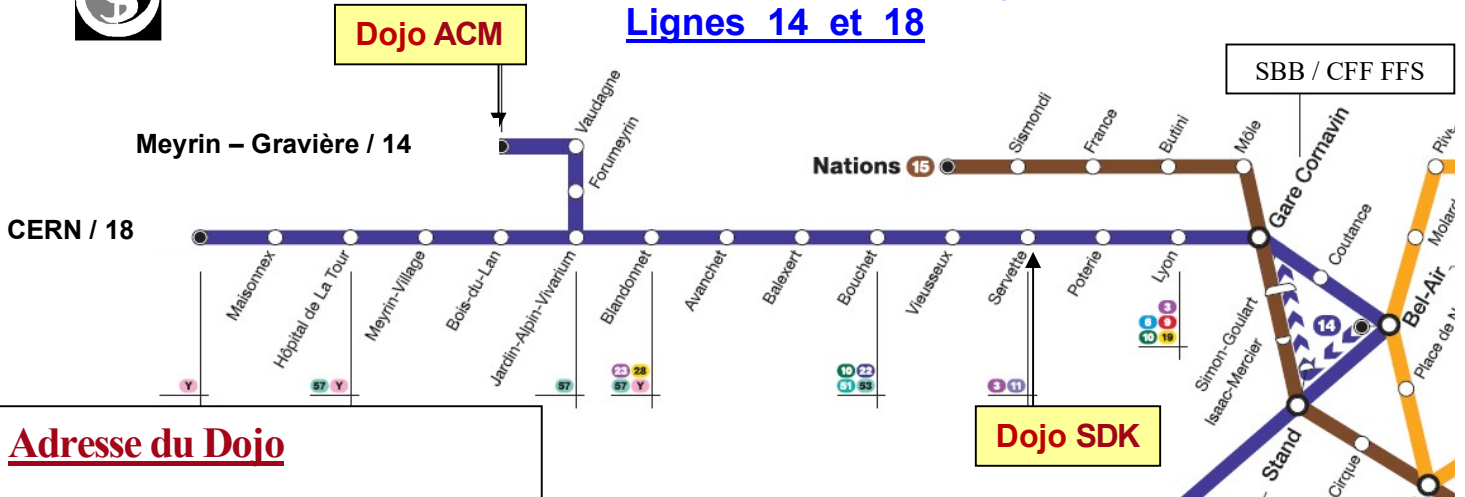 Lignes 14 et 18
Dojo ACM
SBB / CFF FFS
Meyrin – Gravière / 14
Vaudagne
Forumeyrin
Nations 15
Sismondi
France
Butini
Môle
Gare Cornavin
CERN / 18
Maisonnex
Hôpital de La Tour
Meyrin-Village
Bois-du-Lan
Jardin-Alpin-Vivarium
Blandonnet
Avanchet
Balexert
Bouchet
Vieusseux
Servette
Poterie
Lyon
Coutance
Bel-Air
Simon-Goulart
Isaac-Mercier
14
3
6 9
10 19
Y
57 Y
57
23 28
57 Y
10 22
51 53
3 11
Adresse du Dojo
Dojo SDK
Stand
Cirque